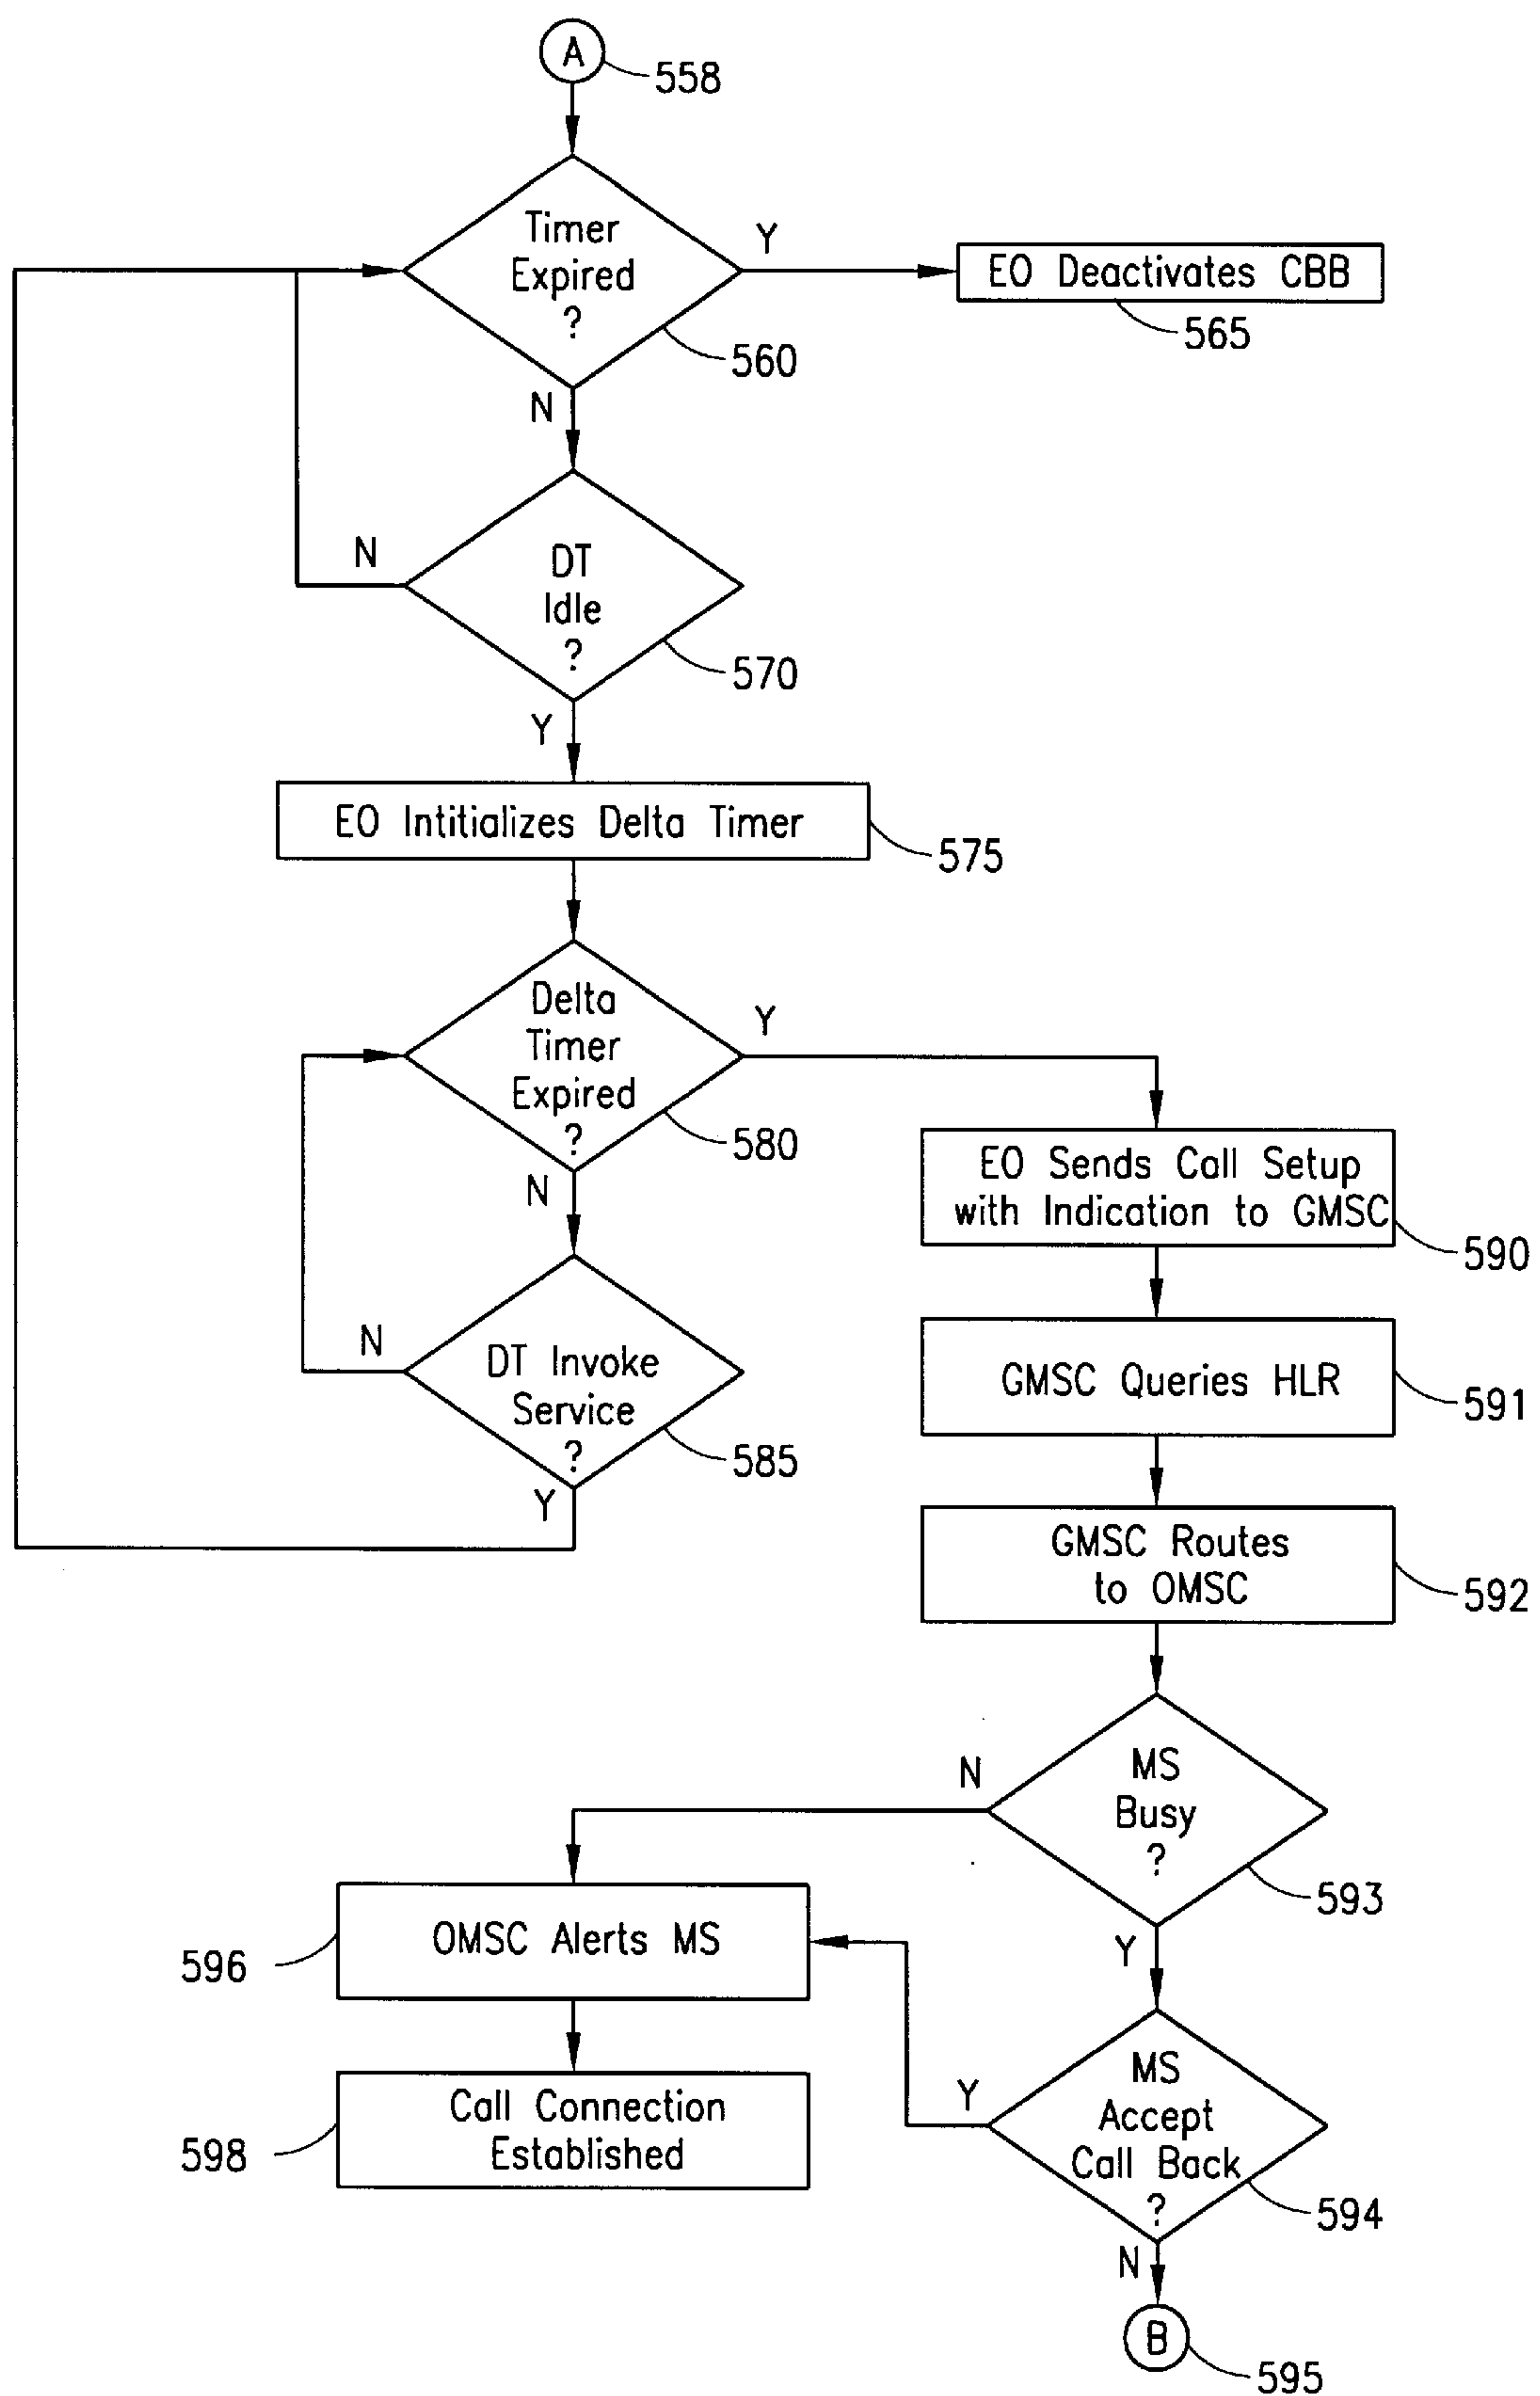 A
558
Timer
Expired
?
Y
EO Deactivates CBB
565
560
N
DT
Idle
?
N
570
Y
EO Intitializes Delta Timer
575
Delta
Timer
Expired
?
Y
580
N
EO Sends Call Setup
with Indication to GMSC
590
DT Invoke
Service
?
N
585
Y
GMSC Queries HLR
591
GMSC Routes
to OMSC
592
MS
Busy
?
N
593
Y
OMSC Alerts MS
596
MS
Accept
Call Back
?
Y
594
Call Connection
Established
598
N
B
595